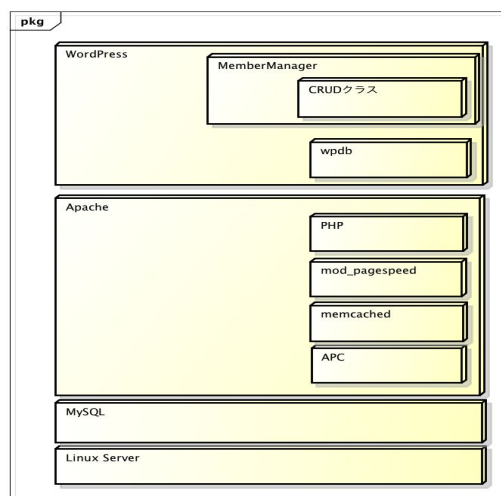 pkg
WordPress
MemberManager
CRUDクラス
wpdb
Apache
PHP
mod_pagespeed
memcached
APC
MySQL
Linux Server